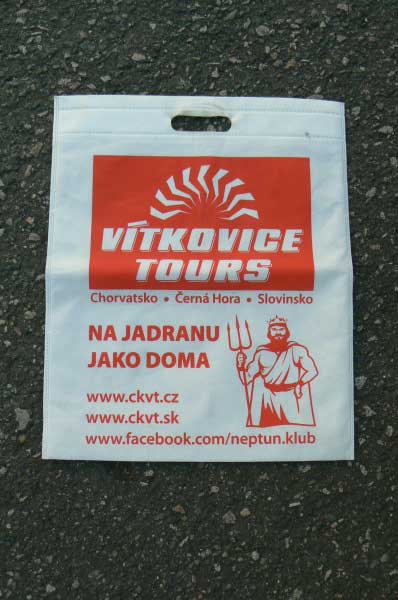 VÍTKOVICE
TOURS
Chorvatsko • Černá Hora • Slovinsko
NA JADRANU
JAKO DOMA
www.ckvt.cz
www.ckvt.sk
www.facebook.com/neptun.klub